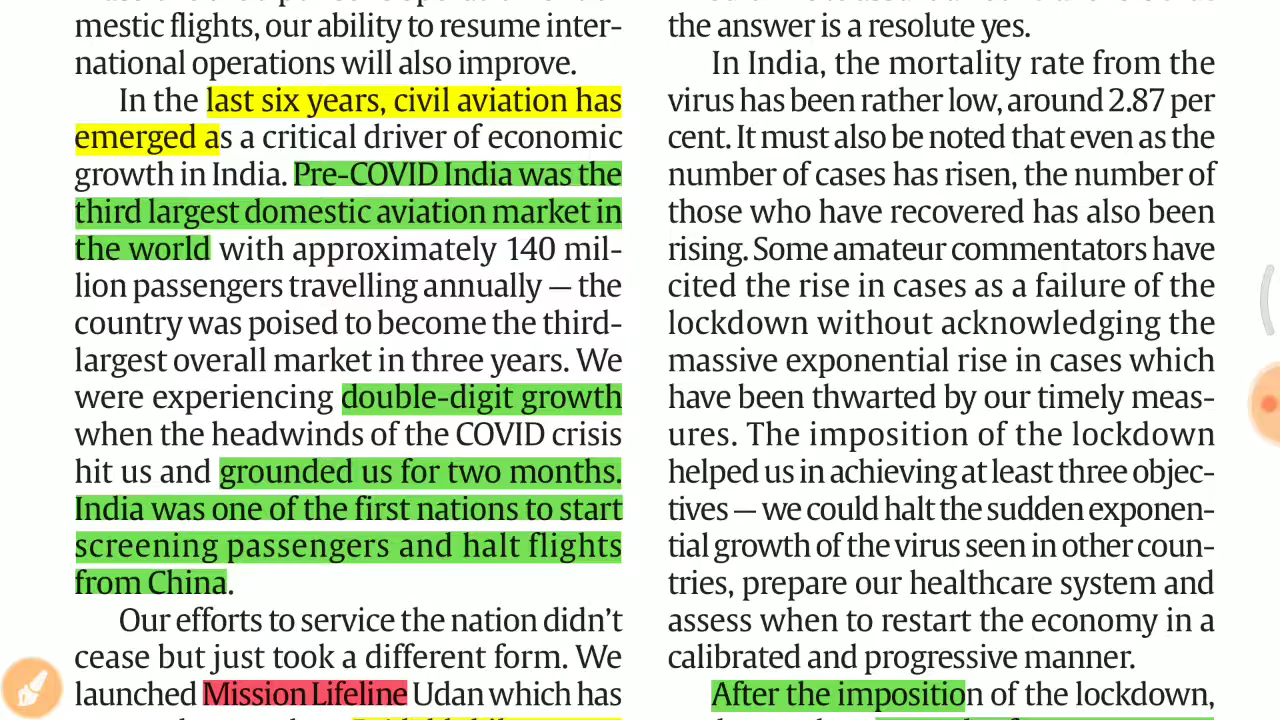 mestic flights, our ability to resume inter-
national operations will also improve.
In the last six years, civil aviation has
emerged as a critical driver of economic
growth in India. Pre-COVID India was the
third largest domestic aviation market in
the world with approximately 140 mil-
lion passengers travelling annually — the
country was poised to become the third-
largest overall market in three years. We
were experiencing double-digit growth
when the headwinds of the COVID crisis
hit us and grounded us for two months.
India was one of the first nations to start
screening passengers and halt flights
from China.
Our efforts to service the nation didn't
cease but just took a different form. We
launched Mission Lifeline Udan which has
the answer is a resolute yes.
In India, the mortality rate from the
virus has been rather low, around 2.87 per
cent. It must also be noted that even as the
number of cases has risen, the number of
those who have recovered has also been
rising. Some amateur commentators have
cited the rise in cases as a failure of the
lockdown without acknowledging the
massive exponential rise in cases which
have been thwarted by our timely meas-
ures. The imposition of the lockdown
helped us in achieving at least three objec-
tives — we could halt the sudden exponen-
tial growth of the virus seen in other coun-
tries, prepare our healthcare system and
assess when to restart the economy in a
calibrated and progressive manner.
After the imposition of the lockdown,